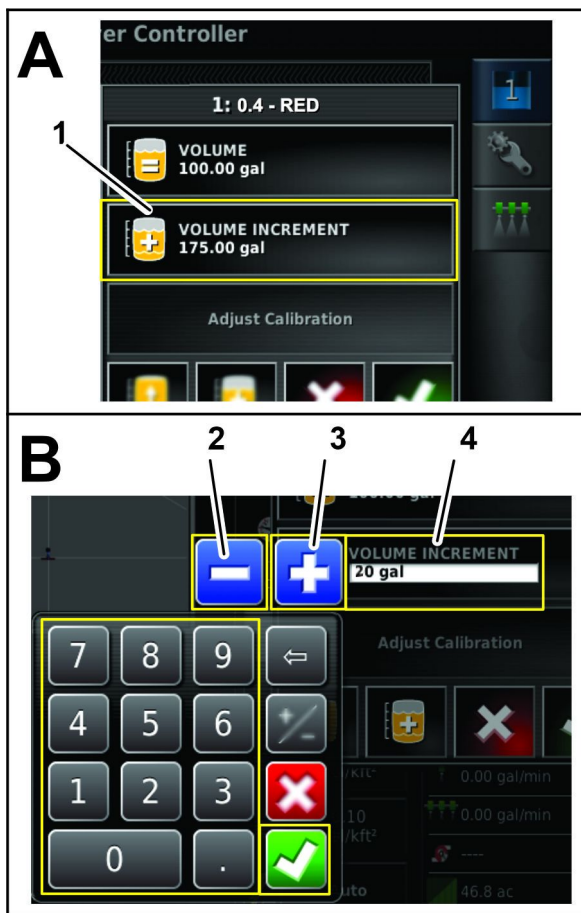 A
er Controller
1
1: 0.4 - RED
1
VOLUME
100.00 gal
VOLUME INCREMENT
175.00 gal
Adjust Calibration
B
2 3 4
VOLUME INCREMENT
20 gal
7 8 9
Adjust Calibration
4 5 6
+/-
1 2 3
/kft²
0.00 gal/min
10
/kft²
0.00 gal/min
0 .
----
uto
46.8 ac